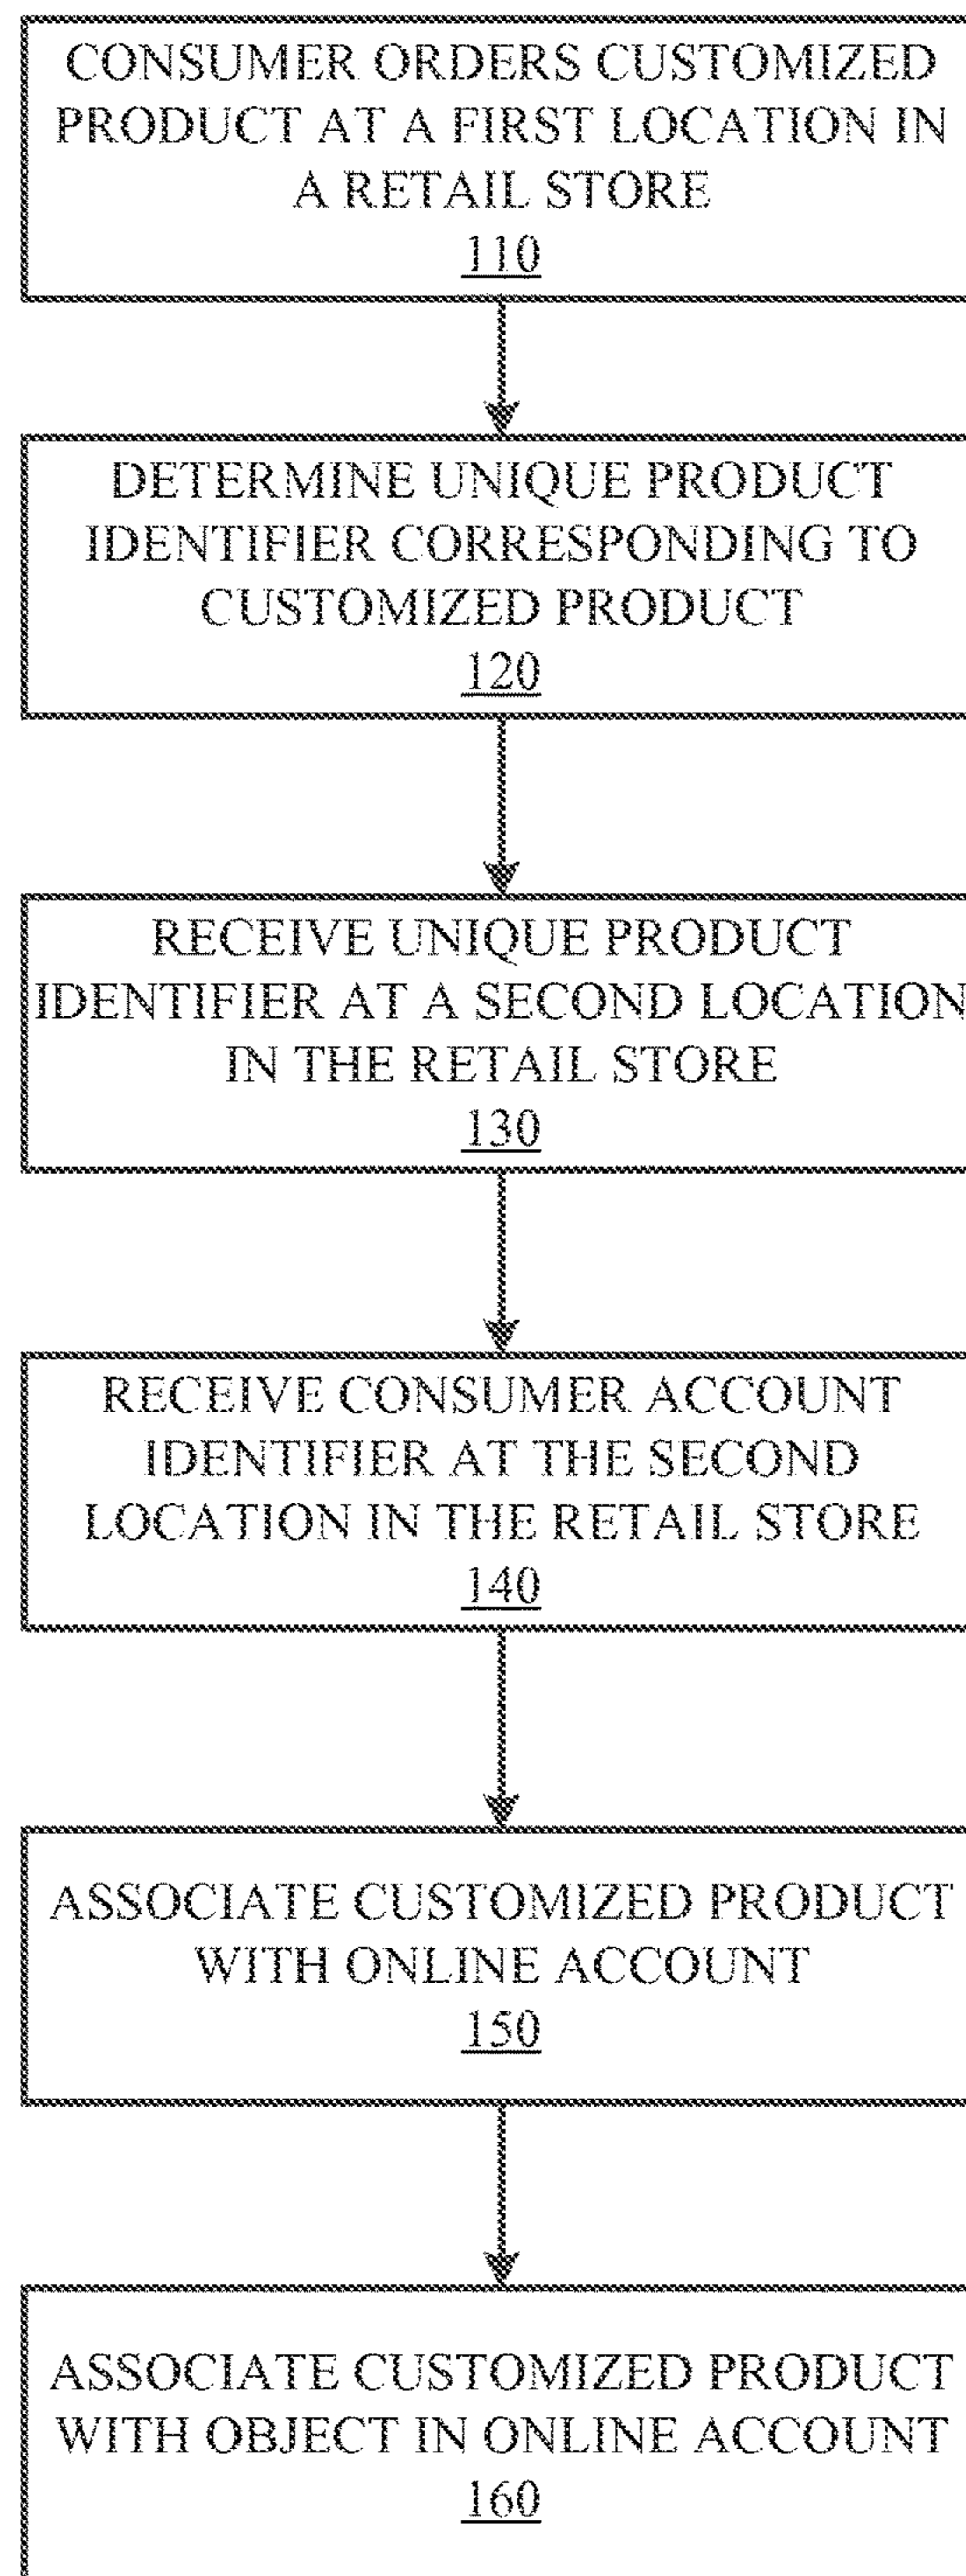 CONSUMER ORDERS CUSTOMIZED
PRODUCT AT A FIRST LOCATION IN
A RETAIL STORE
110
DETERMINE UNIQUE PRODUCT
IDENTIFIER CORRESPONDING TO
CUSTOMIZED PRODUCT
120
RECEIVE UNIQUE PRODUCT
IDENTIFIER AT A SECOND LOCATION
IN THE RETAIL STORE
130
RECEIVE CONSUMER ACCOUNT
IDENTIFIER AT THE SECOND
LOCATION IN THE RETAIL STORE
140
ASSOCIATE CUSTOMIZED PRODUCT
WITH ONLINE ACCOUNT
150
ASSOCIATE CUSTOMIZED PRODUCT
WITH OBJECT IN ONLINE ACCOUNT
160